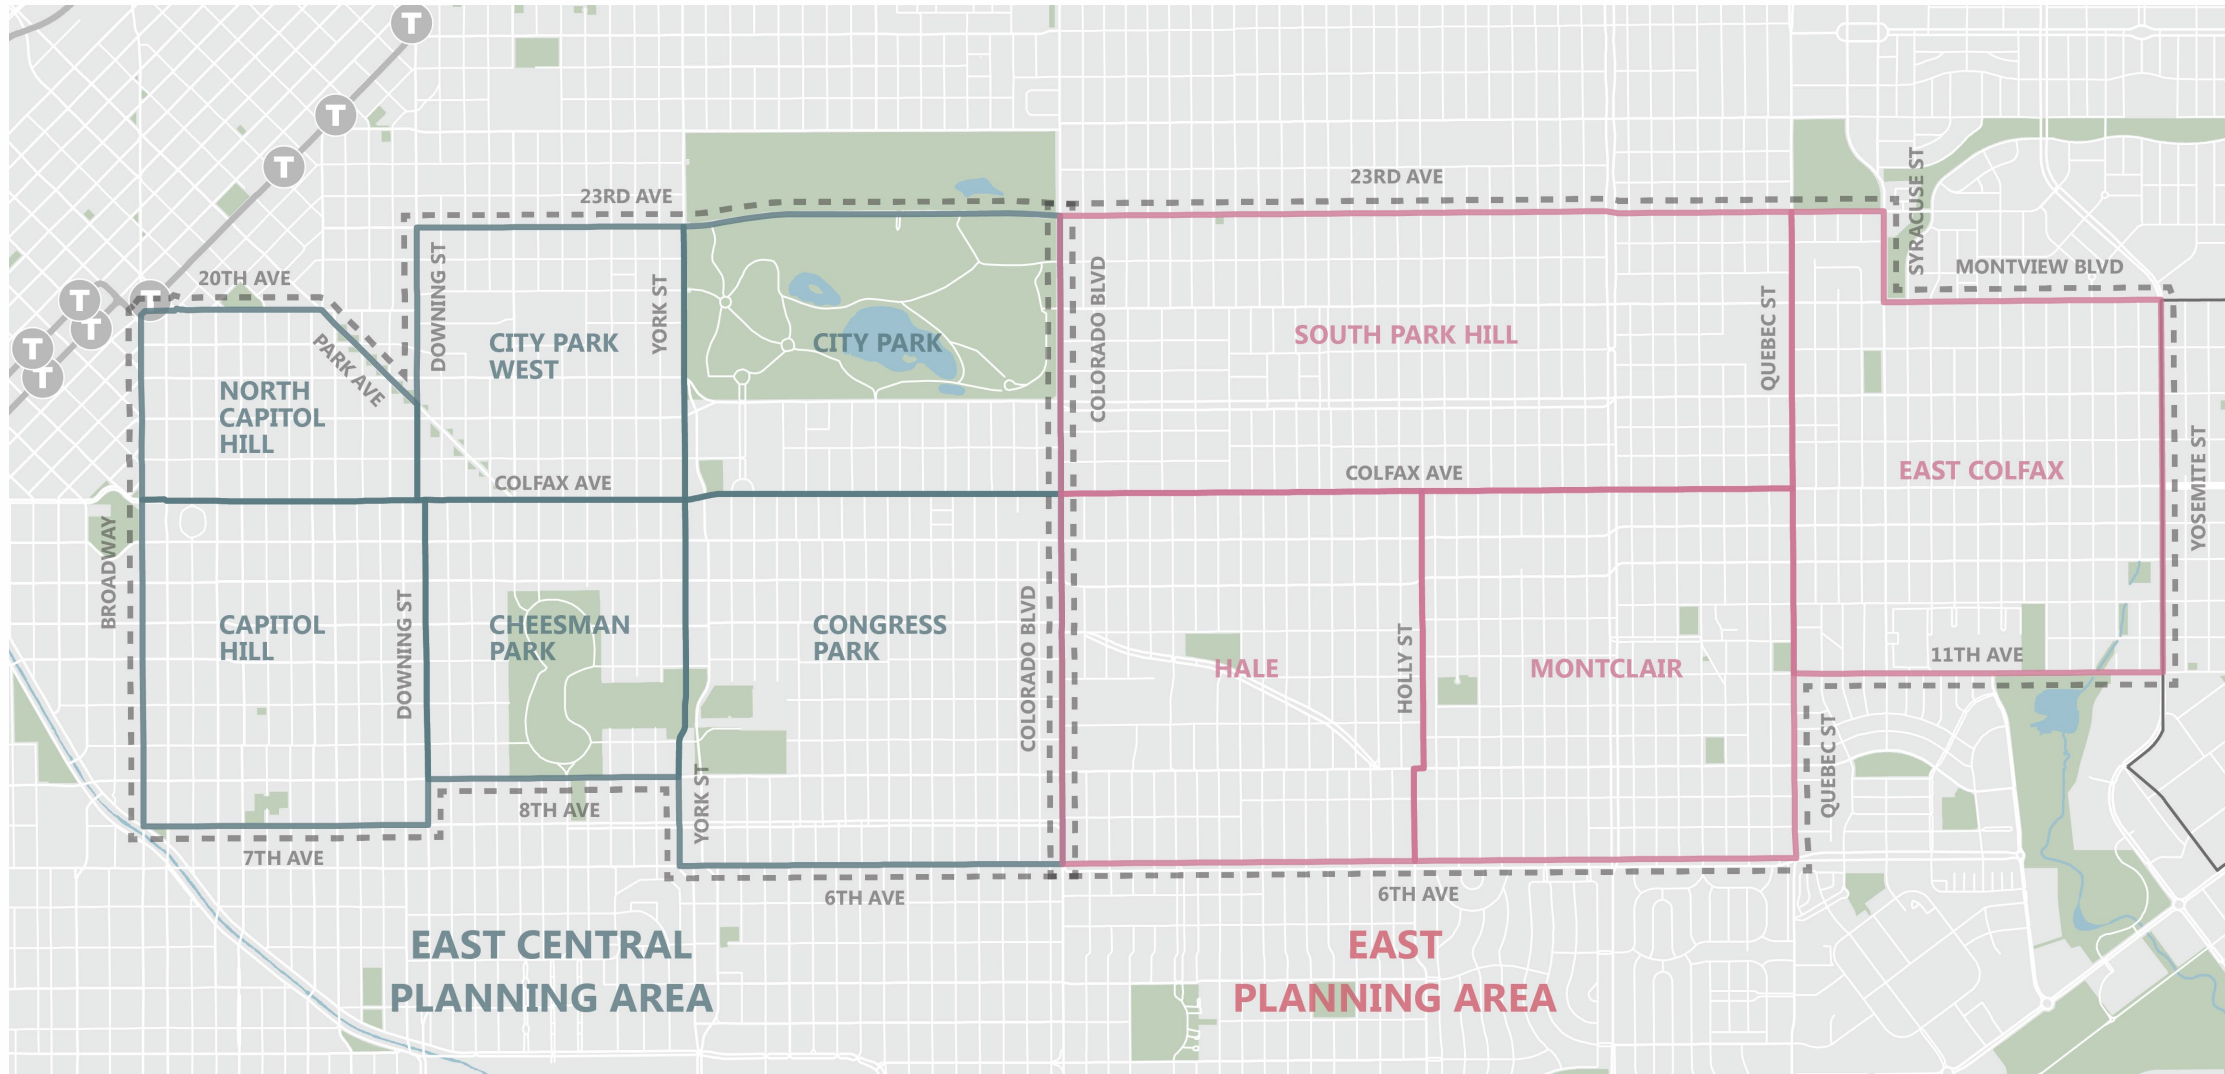 T
T
T
T
T
T
T
T
23RD AVE
23RD AVE
SYRACUSE ST
MONTVIEW BLVD
20TH AVE
PARK AVE
DOWNING ST
YORK ST
COLORADO BLVD
QUEBEC ST
CITY PARK
WEST
CITY PARK
SOUTH PARK HILL
NORTH
CAPITOL
HILL
COLFAX AVE
COLFAX AVE
EAST COLFAX
YOSEMITE ST
BROADWAY
CAPITOL
HILL
DOWNING ST
CHEESMAN
PARK
CONGRESS
PARK
COLORADO BLVD
HALE
HOLLY ST
MONTCLAIR
11TH AVE
QUEBEC ST
YORK ST
8TH AVE
7TH AVE
6TH AVE
6TH AVE
EAST CENTRAL
PLANNING AREA
EAST
PLANNING AREA